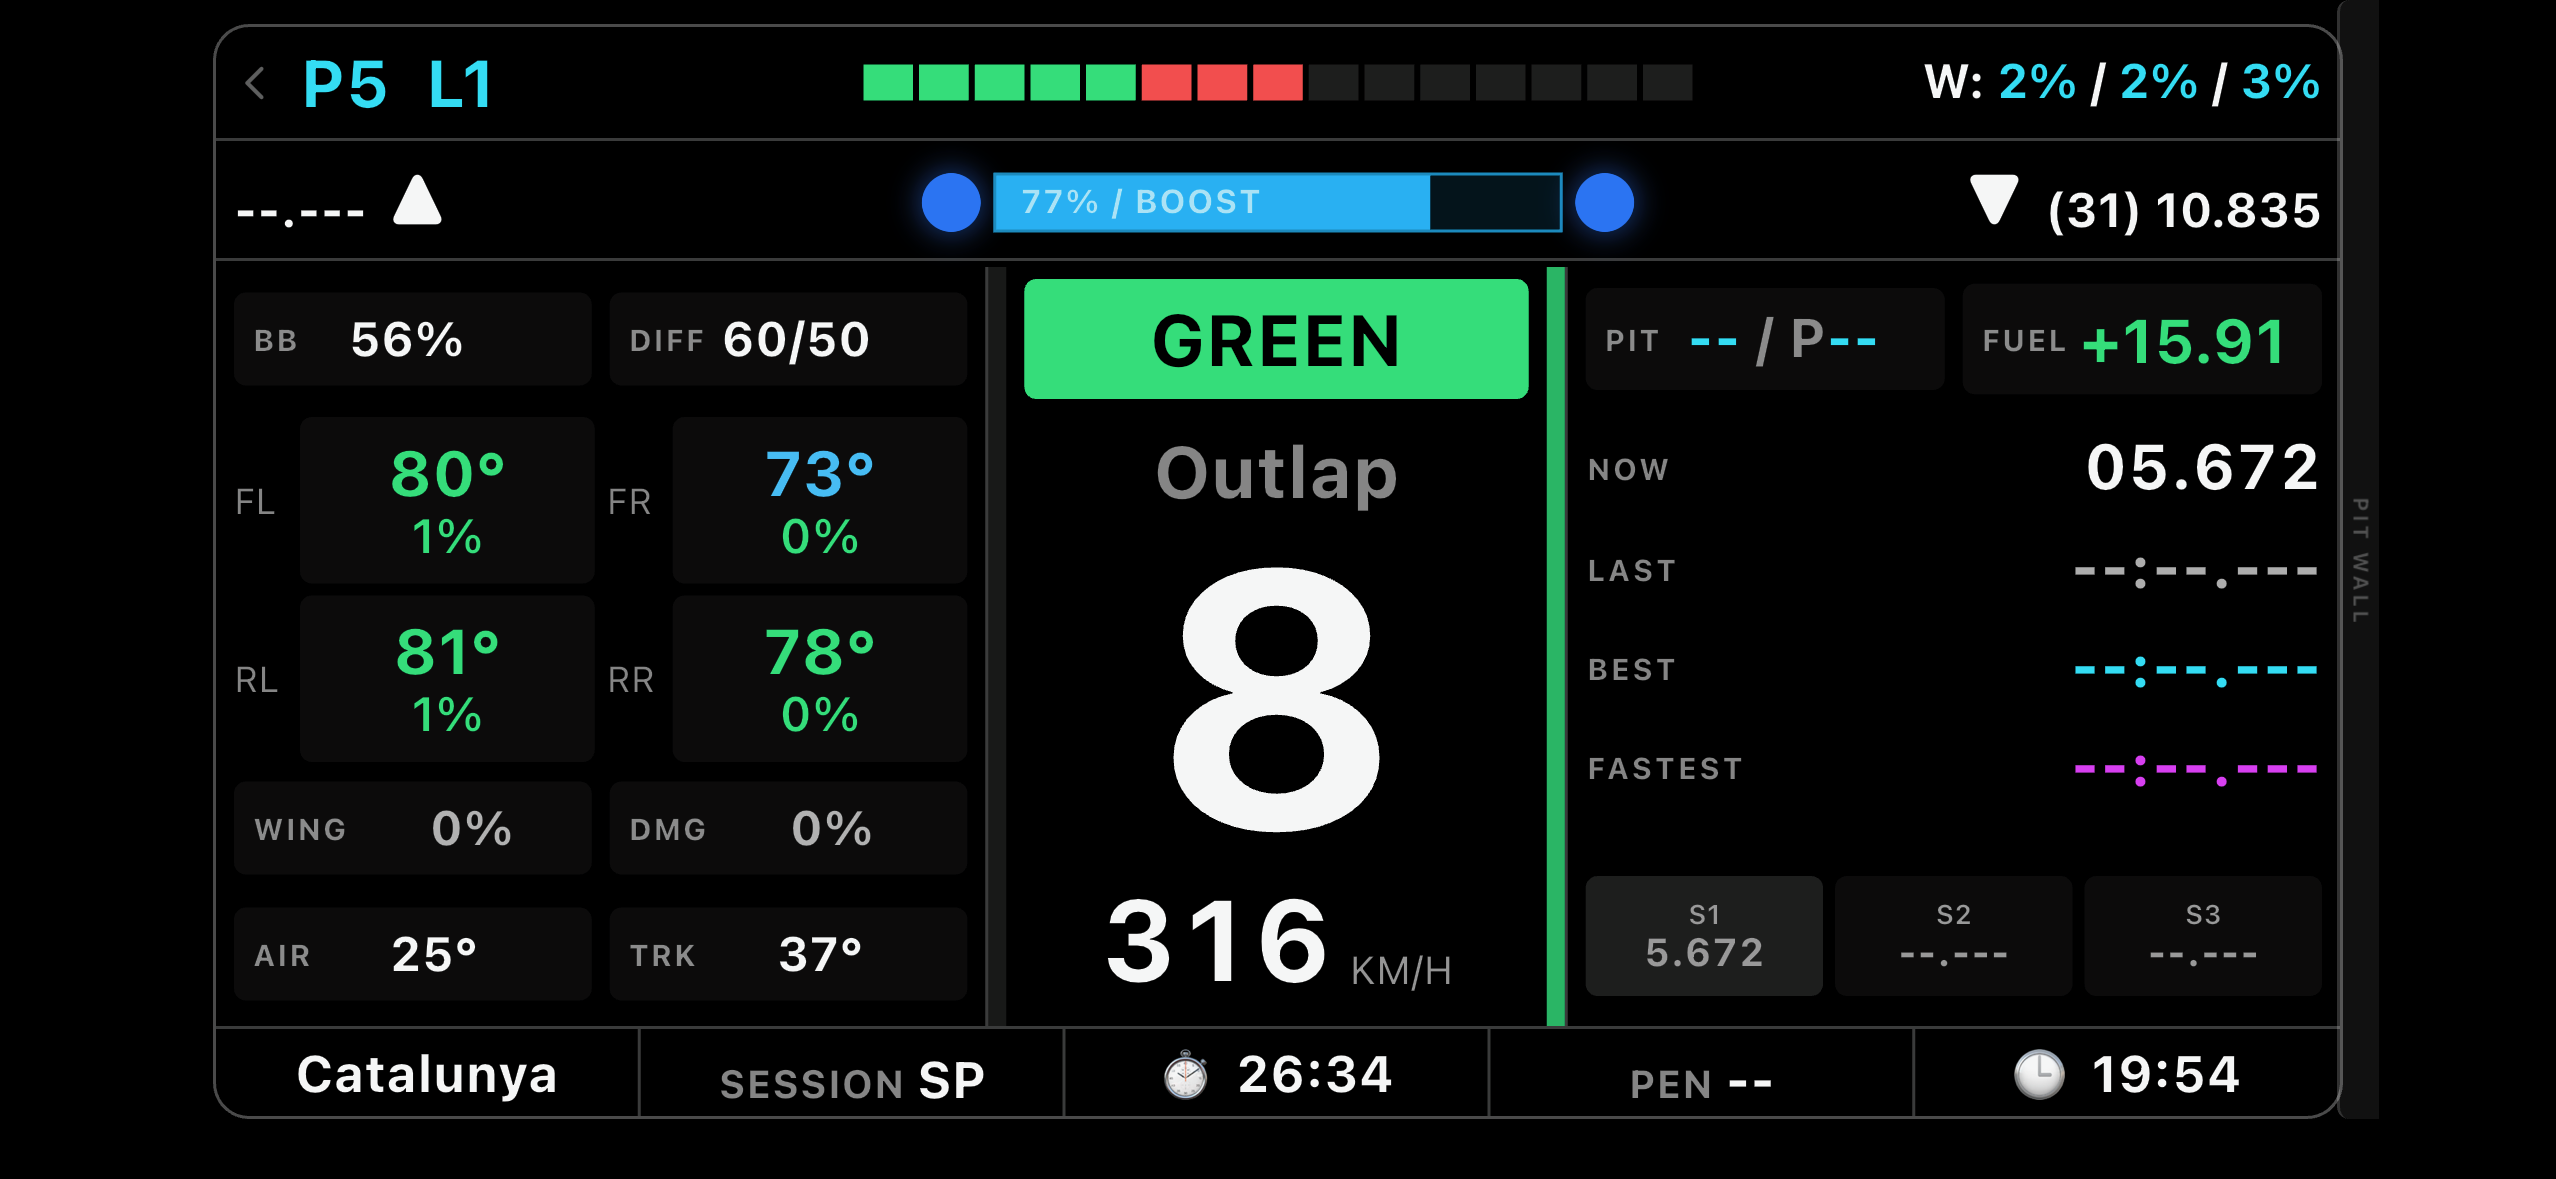 P5 L1
W: 2% / 2% / 3%
--.---
77% / BOOST
(31) 10.835
BB 56%
DIFF 60/50
GREEN
PIT -- / P--
FUEL +15.91
FL 80° 1%
FR 73° 0%
RL 81° 1%
RR 78° 0%
WING 0%
DMG 0%
AIR 25°
TRK 37°
Outlap
8
316 KM/H
NOW 05.672
LAST --:--.---
BEST --:--.---
FASTEST --:--.---
S1
5.672
S2
--.---
S3
--.---
PIT WALL
Catalunya
SESSION SP
26:34
PEN --
19:54